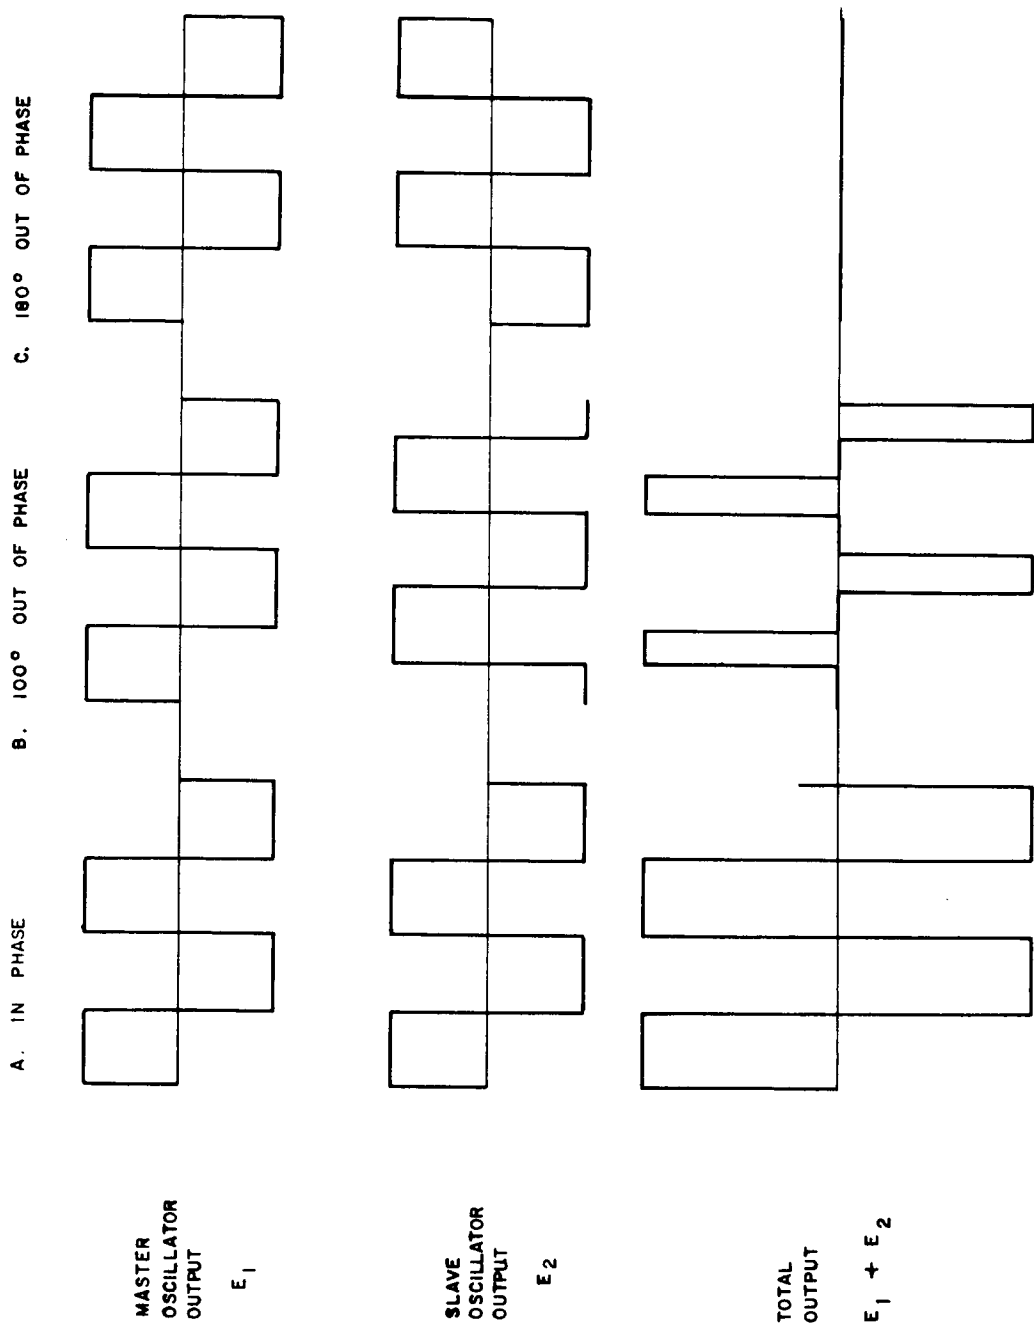 A. IN PHASE
B. 100° OUT OF PHASE
C. 180° OUT OF PHASE
MASTER
OSCILLATOR
OUTPUT
E1
SLAVE
OSCILLATOR
OUTPUT
E2
TOTAL
OUTPUT
E1 + E2